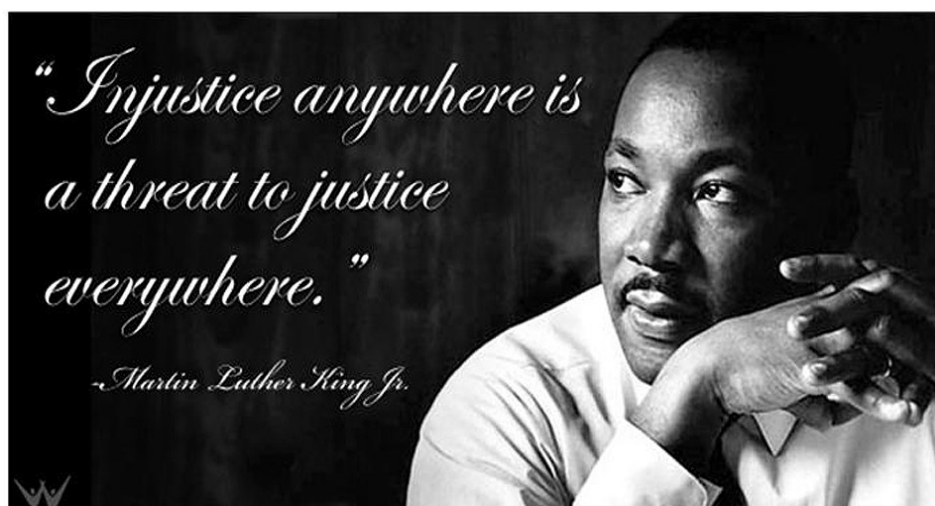 “Injustice anywhere is
a threat to justice
everywhere.”
-Martin Luther King Jr.